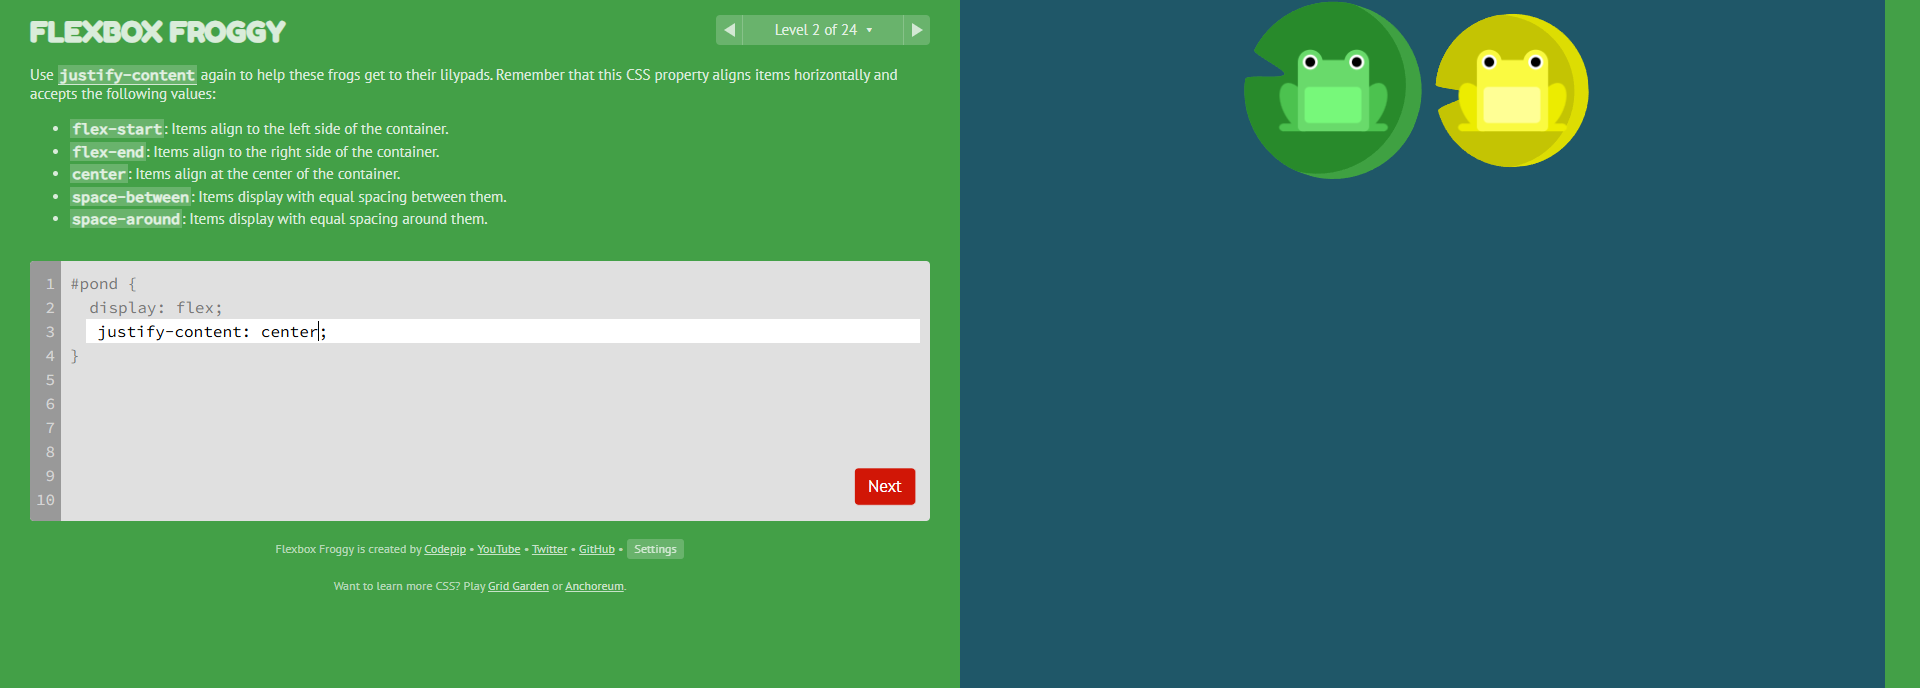 FLEXBOX FROGGY
Level 2 of 24
Use justify-content again to help these frogs get to their lilypads. Remember that this CSS property aligns items horizontally and
accepts the following values:
flex-start: Items align to the left side of the container.
flex-end: Items align to the right side of the container.
center: Items align at the center of the container.
space-between: Items display with equal spacing between them.
space-around: Items display with equal spacing around them.
1 #pond {
2 display: flex;
3 justify-content: center;
4 }
5
6
7
8
9
10
Next
Flexbox Froggy is created by Codepip • YouTube • Twitter • GitHub • Settings
Want to learn more CSS? Play Grid Garden or Anchoreum.